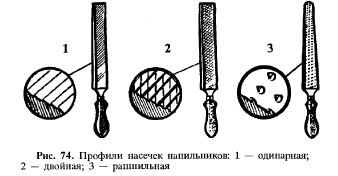 1 2 3
Рис. 74. Профили насечек напильников: 1 — одинарная;
2 — двойная; 3 — рашпильная